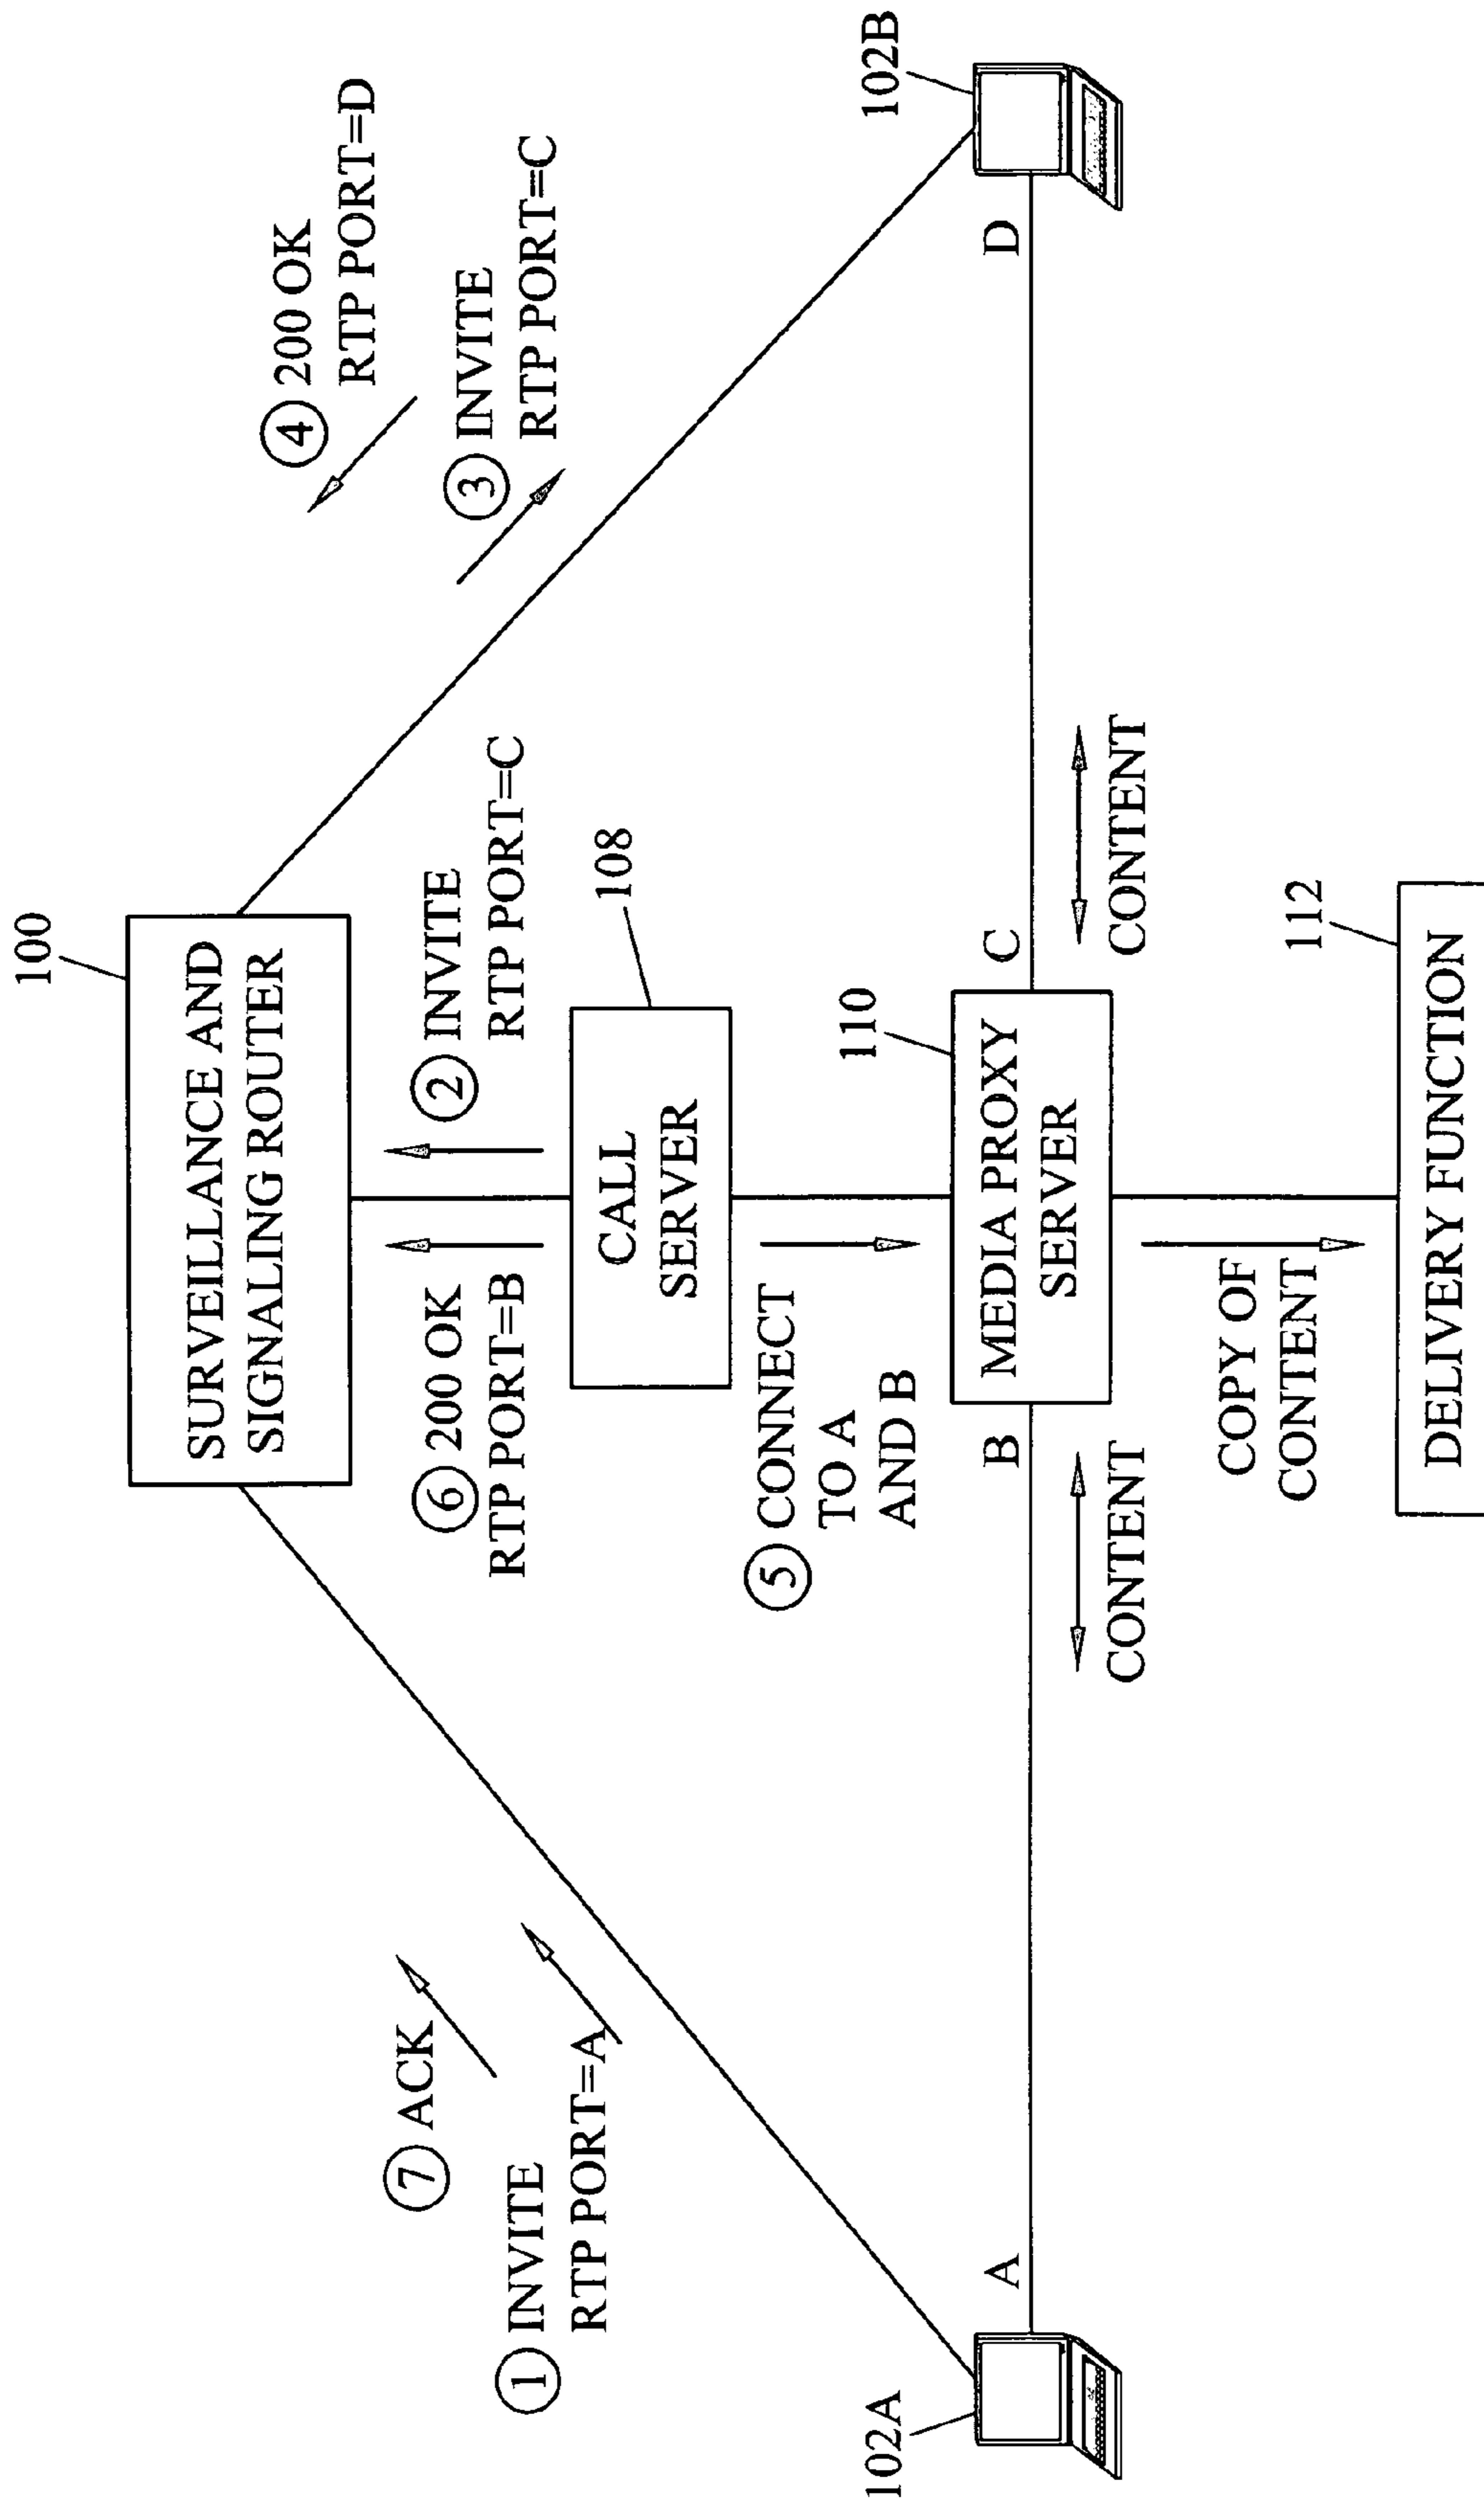 100
SURVEILLANCE AND
SIGNALING ROUTER
④ 200 OK
RTP PORT=D
③ INVITE
RTP PORT=C
⑦ ACK
① INVITE
RTP PORT=A
⑥ 200 OK
RTP PORT=B
② INVITE
RTP PORT=C
108
CALL
SERVER
⑤ CONNECT
TO A
AND B
110
MEDIA PROXY
SERVER
102A
A
B
C
D
102B
CONTENT
CONTENT
COPY OF
CONTENT
112
DELIVERY FUNCTION